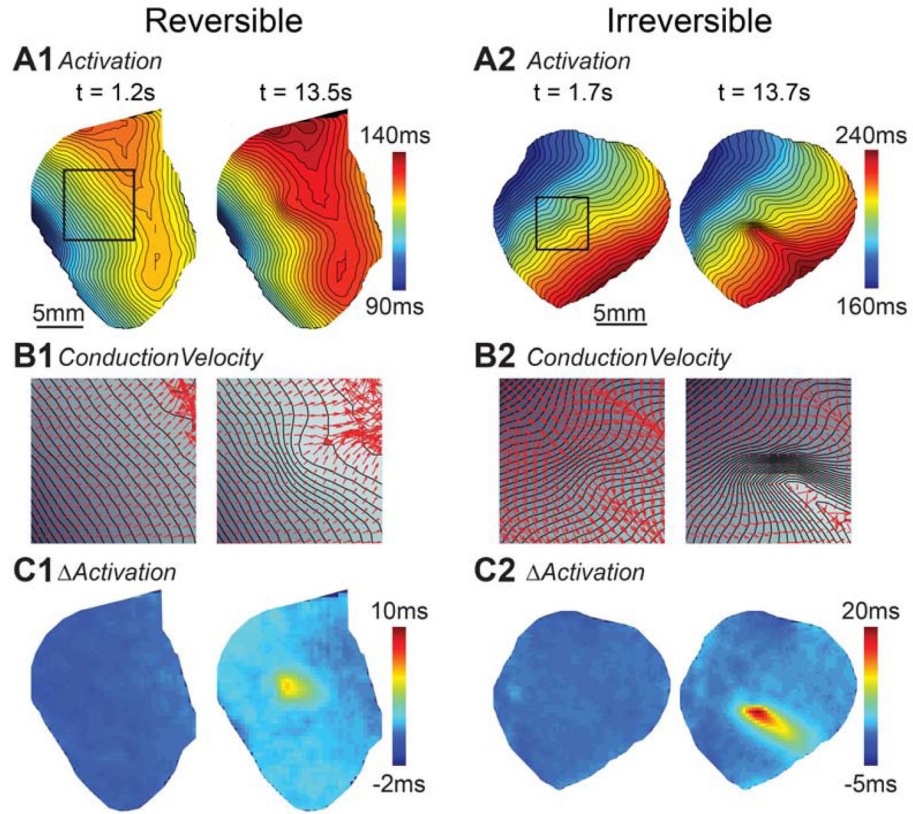 Reversible
Irreversible
A1 Activation
A2 Activation
t = 1.2s
t = 13.5s
t = 1.7s
t = 13.7s
140ms
90ms
240ms
160ms
5mm
5mm
B1 ConductionVelocity
B2 ConductionVelocity
C1 ΔActivation
C2 ΔActivation
10ms
-2ms
20ms
-5ms